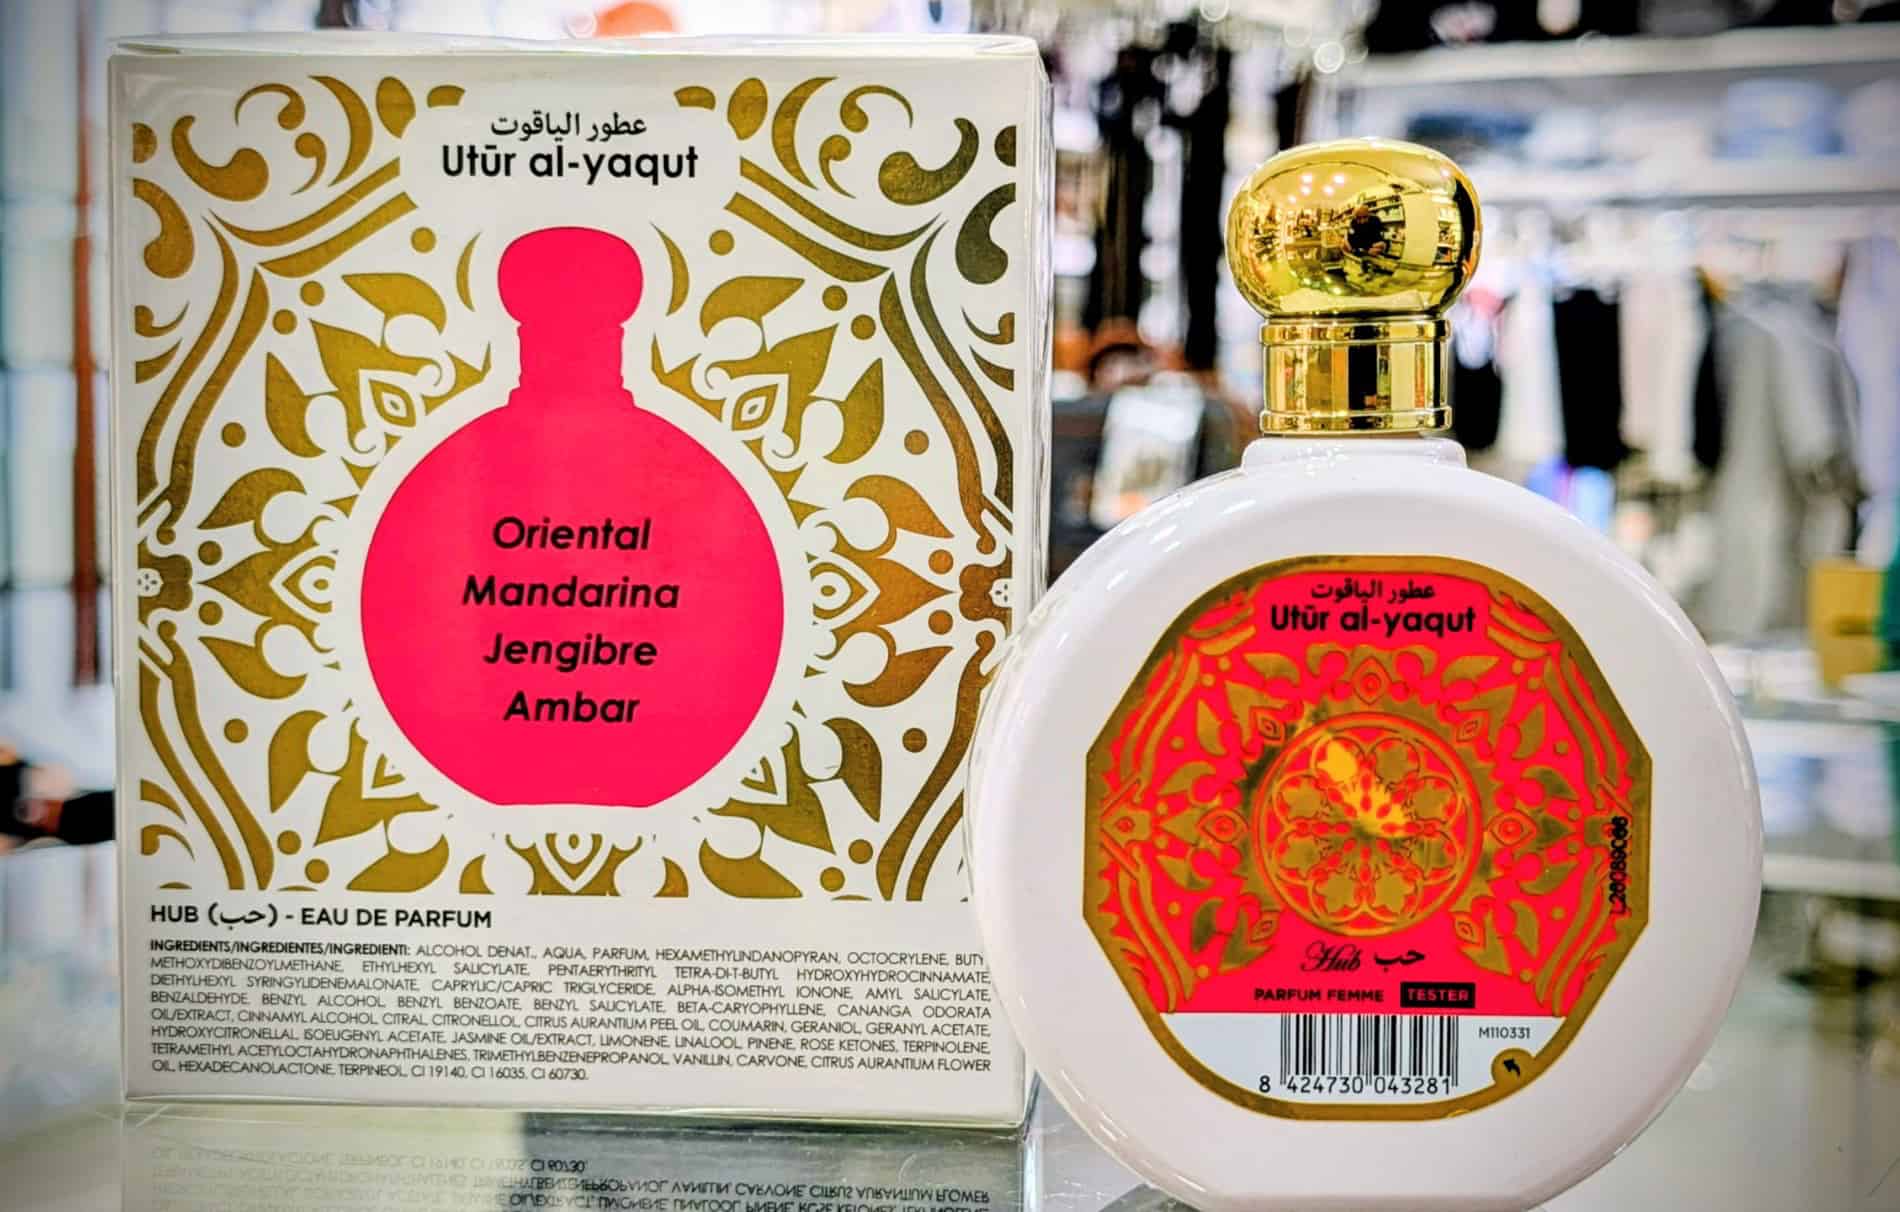 عطور الياقوت
Utūr al-yaqut
Oriental
Mandarina
Jengibre
Ambar
HUB (حب) - EAU DE PARFUM
INGREDIENTS/INGREDIENTES/INGREDIENTI: ALCOHOL DENAT., AQUA, PARFUM, HEXAMETHYLINDANOPYRAN, OCTOCRYLENE, BUTYL
METHOXYDIBENZOYLMETHANE, ETHYLHEXYL SALICYLATE, PENTAERYTHRITYL TETRA-DI-T-BUTYL HYDROXYHYDROCINNAMATE,
DIETHYLHEXYL SYRINGYLIDENEMALONATE, CAPRYLIC/CAPRIC TRIGLYCERIDE, ALPHA-ISOMETHYL IONONE, AMYL SALICYLATE,
BENZALDEHYDE, BENZYL ALCOHOL, BENZYL BENZOATE, BENZYL SALICYLATE, BETA-CARYOPHYLLENE, CANANGA ODORATA
OIL/EXTRACT, CINNAMYL ALCOHOL, CITRAL, CITRONELLOL, CITRUS AURANTIUM PEEL OIL, COUMARIN, GERANIOL, GERANYL ACETATE,
HYDROXYCITRONELLAL, ISOEUGENYL ACETATE, JASMINE OIL/EXTRACT, LIMONENE, LINALOOL, PINENE, ROSE KETONES, TERPINOLENE,
TETRAMETHYL ACETYLOCTAHYDRONAPHTHALENES, TRIMETHYLBENZENEPROPANOL, VANILLIN, CARVONE, CITRUS AURANTIUM FLOWER
OIL, HEXADECANOLACTONE, TERPINEOL, CI 19140, CI 16035, CI 60730.
عطور الياقوت
Utūr al-yaqut
Hub حب
PARFUM FEMME TESTER
M110331
8 424730 043281